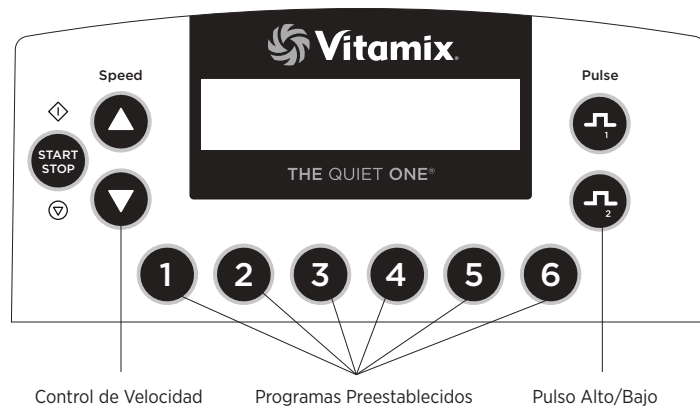 Vitamix.
Speed
Pulse
START
STOP
1
THE QUIET ONE®
2
1 2 3 4 5 6
Control de Velocidad
Programas Preestablecidos
Pulso Alto/Bajo